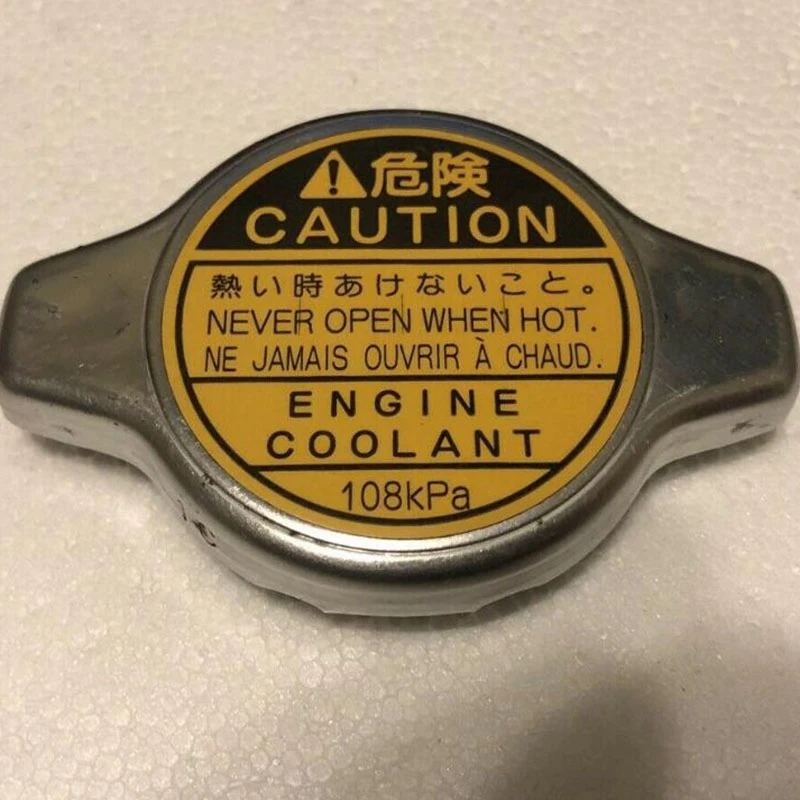 危険
CAUTION
熱い時あけないこと。
NEVER OPEN WHEN HOT.
NE JAMAIS OUVRIR À CHAUD.
ENGINE
COOLANT
108kPa